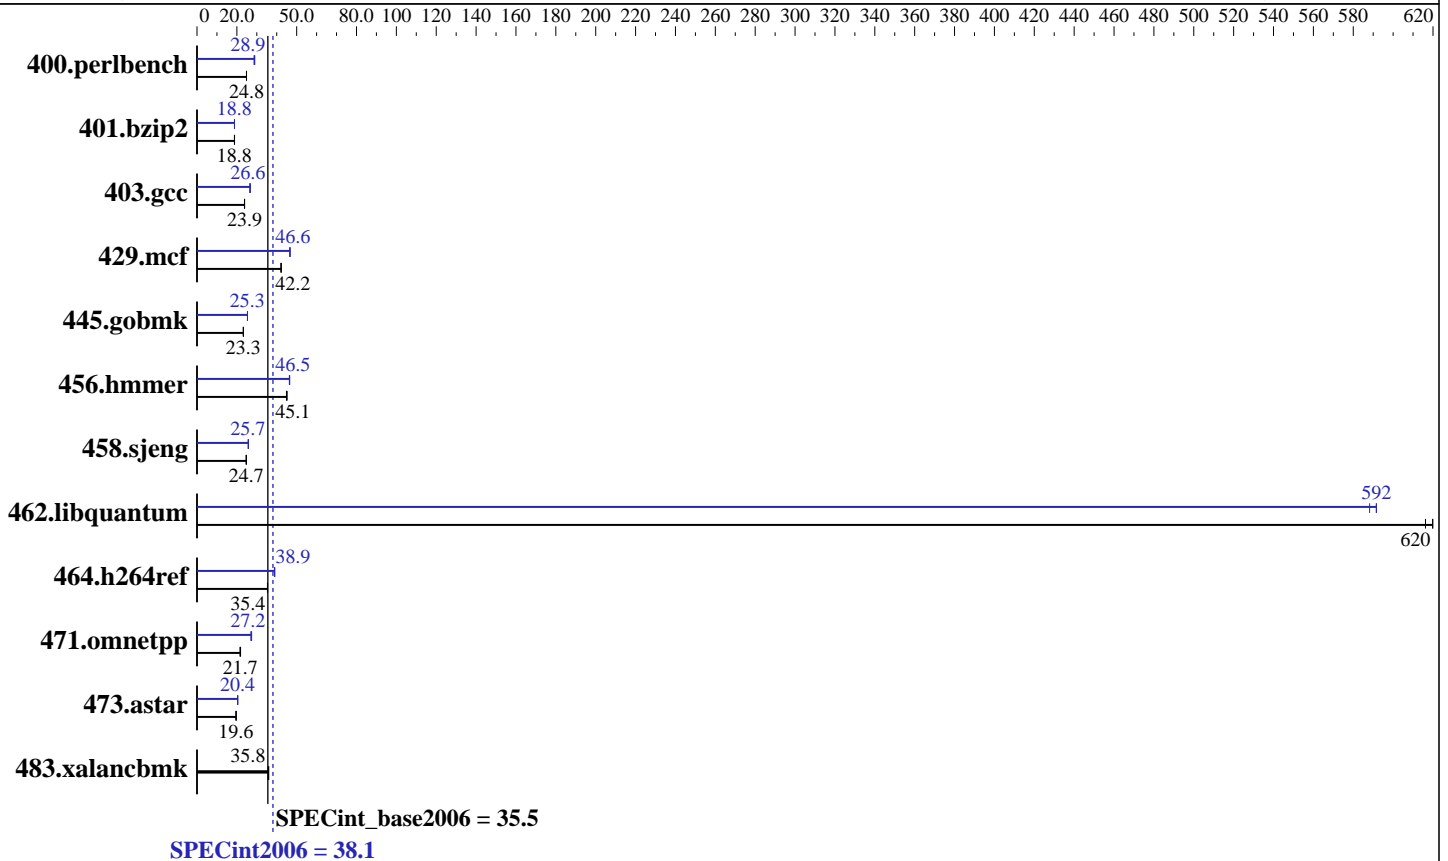 0 20.0 50.0 80.0 100 120 140 160 180 200 220 240 260 280 300 320 340 360 380 400 420 440 460 480 500 520 540 560 580 620
28.9
400.perlbench
24.8
18.8
401.bzip2
18.8
26.6
403.gcc
23.9
46.6
429.mcf
42.2
25.3
445.gobmk
23.3
46.5
456.hmmer
45.1
25.7
458.sjeng
24.7
592
462.libquantum
620
38.9
464.h264ref
35.4
27.2
471.omnetpp
21.7
20.4
473.astar
19.6
35.8
483.xalancbmk
SPECint_base2006 = 35.5
SPECint2006 = 38.1